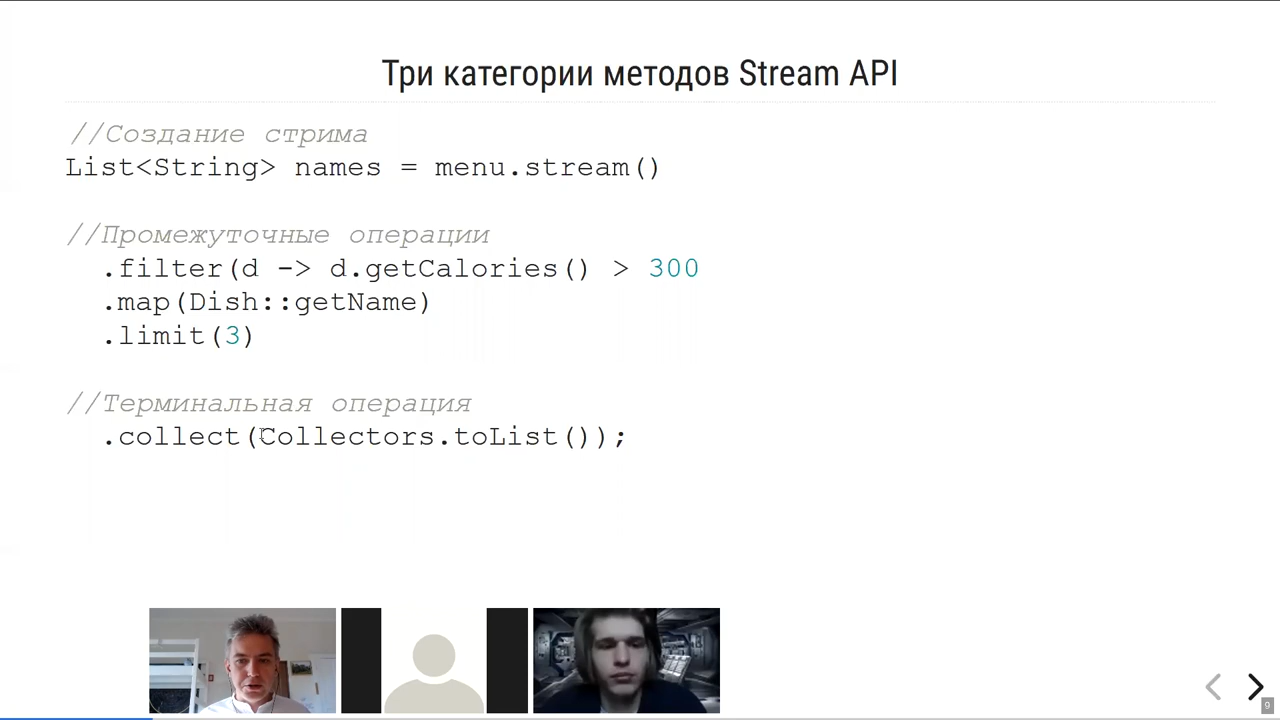 Три категории методов Stream API
//Создание стрима
List<String> names = menu.stream()
//Промежуточные операции
.filter(d -> d.getCalories() > 300
.map(Dish::getName)
.limit(3)
//Терминальная операция
.collect(Collectors.toList());
9